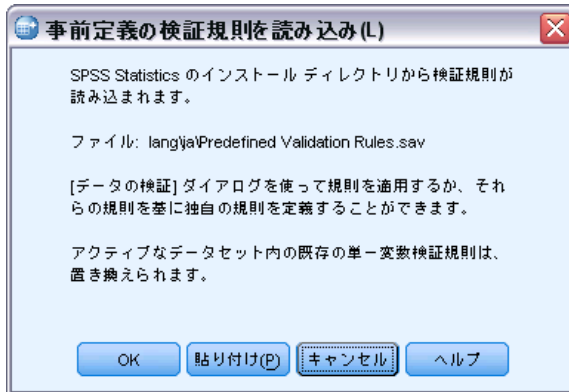 事前定義の検証規則を読み込み(L)
SPSS Statistics のインストール ディレクトリから検証規則が
読み込まれます。
ファイル: lang\ja\Predefined Validation Rules.sav
[データの検証] ダイアログを使って規則を適用するか、それ
らの規則を基に独自の規則を定義することができます。
アクティブなデータセット内の既存の単一変数検証規則は、
置き換えられます。
OK 貼り付け(P) キャンセル ヘルプ